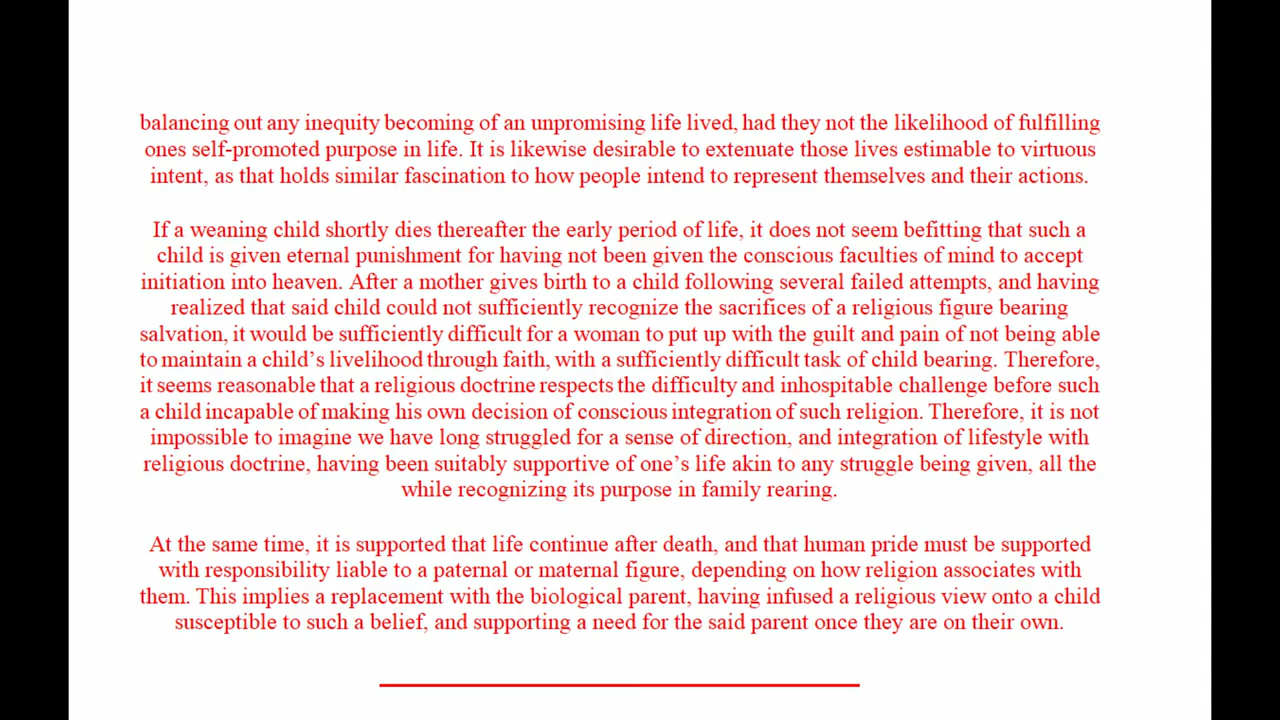 balancing out any inequity becoming of an unpromising life lived, had they not the likelihood of fulfilling
ones self-promoted purpose in life. It is likewise desirable to extenuate those lives estimable to virtuous
intent, as that holds similar fascination to how people intend to represent themselves and their actions.
If a weaning child shortly dies thereafter the early period of life, it does not seem befitting that such a
child is given eternal punishment for having not been given the conscious faculties of mind to accept
initiation into heaven. After a mother gives birth to a child following several failed attempts, and having
realized that said child could not sufficiently recognize the sacrifices of a religious figure bearing
salvation, it would be sufficiently difficult for a woman to put up with the guilt and pain of not being able
to maintain a child’s livelihood through faith, with a sufficiently difficult task of child bearing. Therefore,
it seems reasonable that a religious doctrine respects the difficulty and inhospitable challenge before such
a child incapable of making his own decision of conscious integration of such religion. Therefore, it is not
impossible to imagine we have long struggled for a sense of direction, and integration of lifestyle with
religious doctrine, having been suitably supportive of one’s life akin to any struggle being given, all the
while recognizing its purpose in family rearing.
At the same time, it is supported that life continue after death, and that human pride must be supported
with responsibility liable to a paternal or maternal figure, depending on how religion associates with
them. This implies a replacement with the biological parent, having infused a religious view onto a child
susceptible to such a belief, and supporting a need for the said parent once they are on their own.